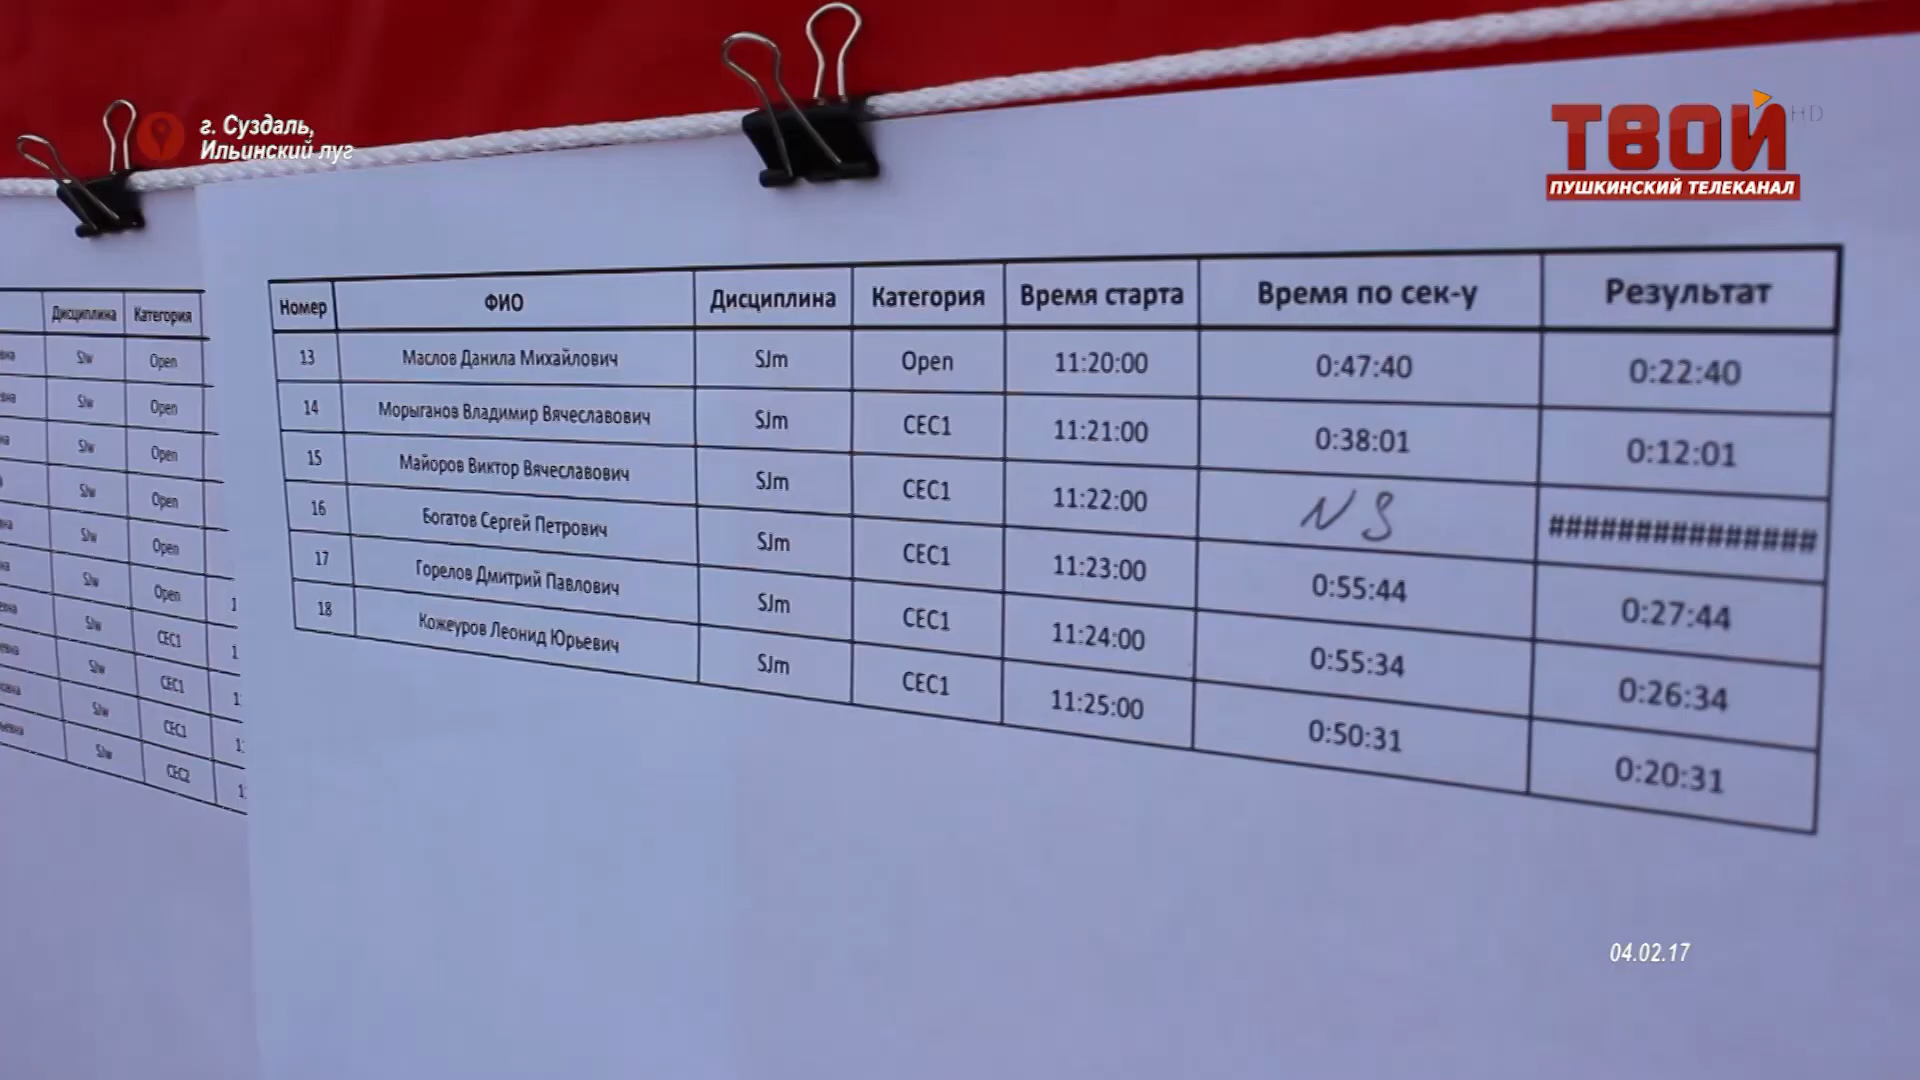 г. Суздаль,
Ильинский луг
ТВОЙ HD
ПУШКИНСКИЙ ТЕЛЕКАНАЛ
Дисциплина Категория
SJw Open
SJw Open
SJw Open
SJw Open
SJw Open
SJw Open
SJw CEC1
SJw CEC1
SJw CEC1
SJw CEC2
Номер ФИО Дисциплина Категория Время старта Время по сек-у Результат
13 Маслов Данила Михайлович SJm Open 11:20:00 0:47:40 0:22:40
14 Морыганов Владимир Вячеславович SJm CEC1 11:21:00 0:38:01 0:12:01
15 Майоров Виктор Вячеславович SJm CEC1 11:22:00 NS ###############
16 Богатов Сергей Петрович SJm CEC1 11:23:00 0:55:44 0:27:44
17 Горелов Дмитрий Павлович SJm CEC1 11:24:00 0:55:34 0:26:34
18 Кожеуров Леонид Юрьевич SJm CEC1 11:25:00 0:50:31 0:20:31
04.02.17